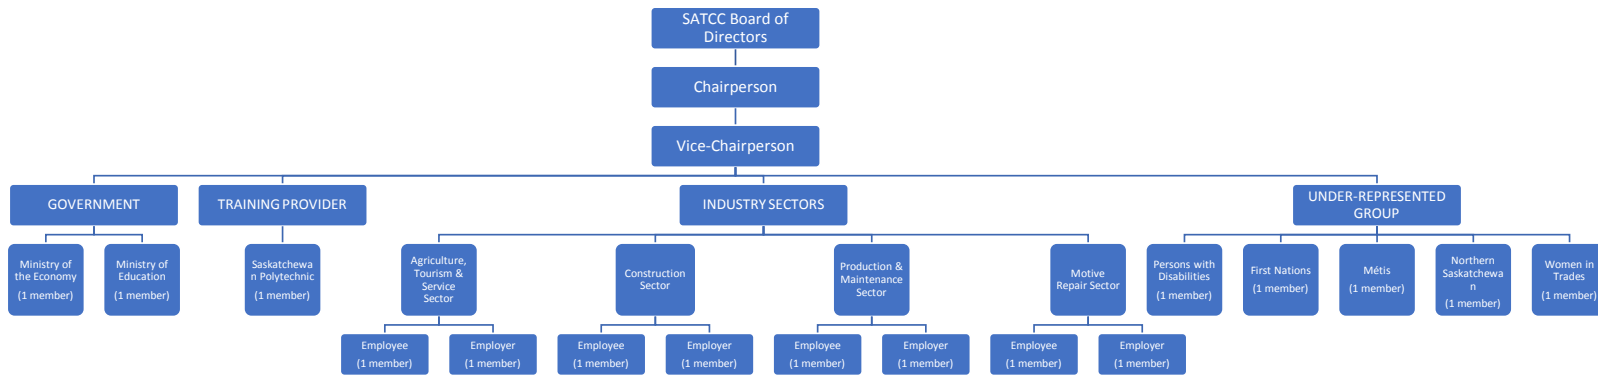 SATCC Board of
Directors
Chairperson
Vice-Chairperson
GOVERNMENT
TRAINING PROVIDER
INDUSTRY SECTORS
UNDER-REPRESENTED
GROUP
Ministry of
the Economy
(1 member)
Ministry of
Education
(1 member)
Saskatchewa
n Polytechnic
(1 member)
Agriculture,
Tourism &
Service
Sector
Construction
Sector
Production &
Maintenance
Sector
Motive
Repair Sector
Persons with
Disabilities
(1 member)
First Nations
(1 member)
Métis
(1 member)
Northern
Saskatchewa
n
(1 member)
Women in
Trades
(1 member)
Employee
(1 member)
Employer
(1 member)
Employee
(1 member)
Employer
(1 member)
Employee
(1 member)
Employer
(1 member)
Employee
(1 member)
Employer
(1 member)